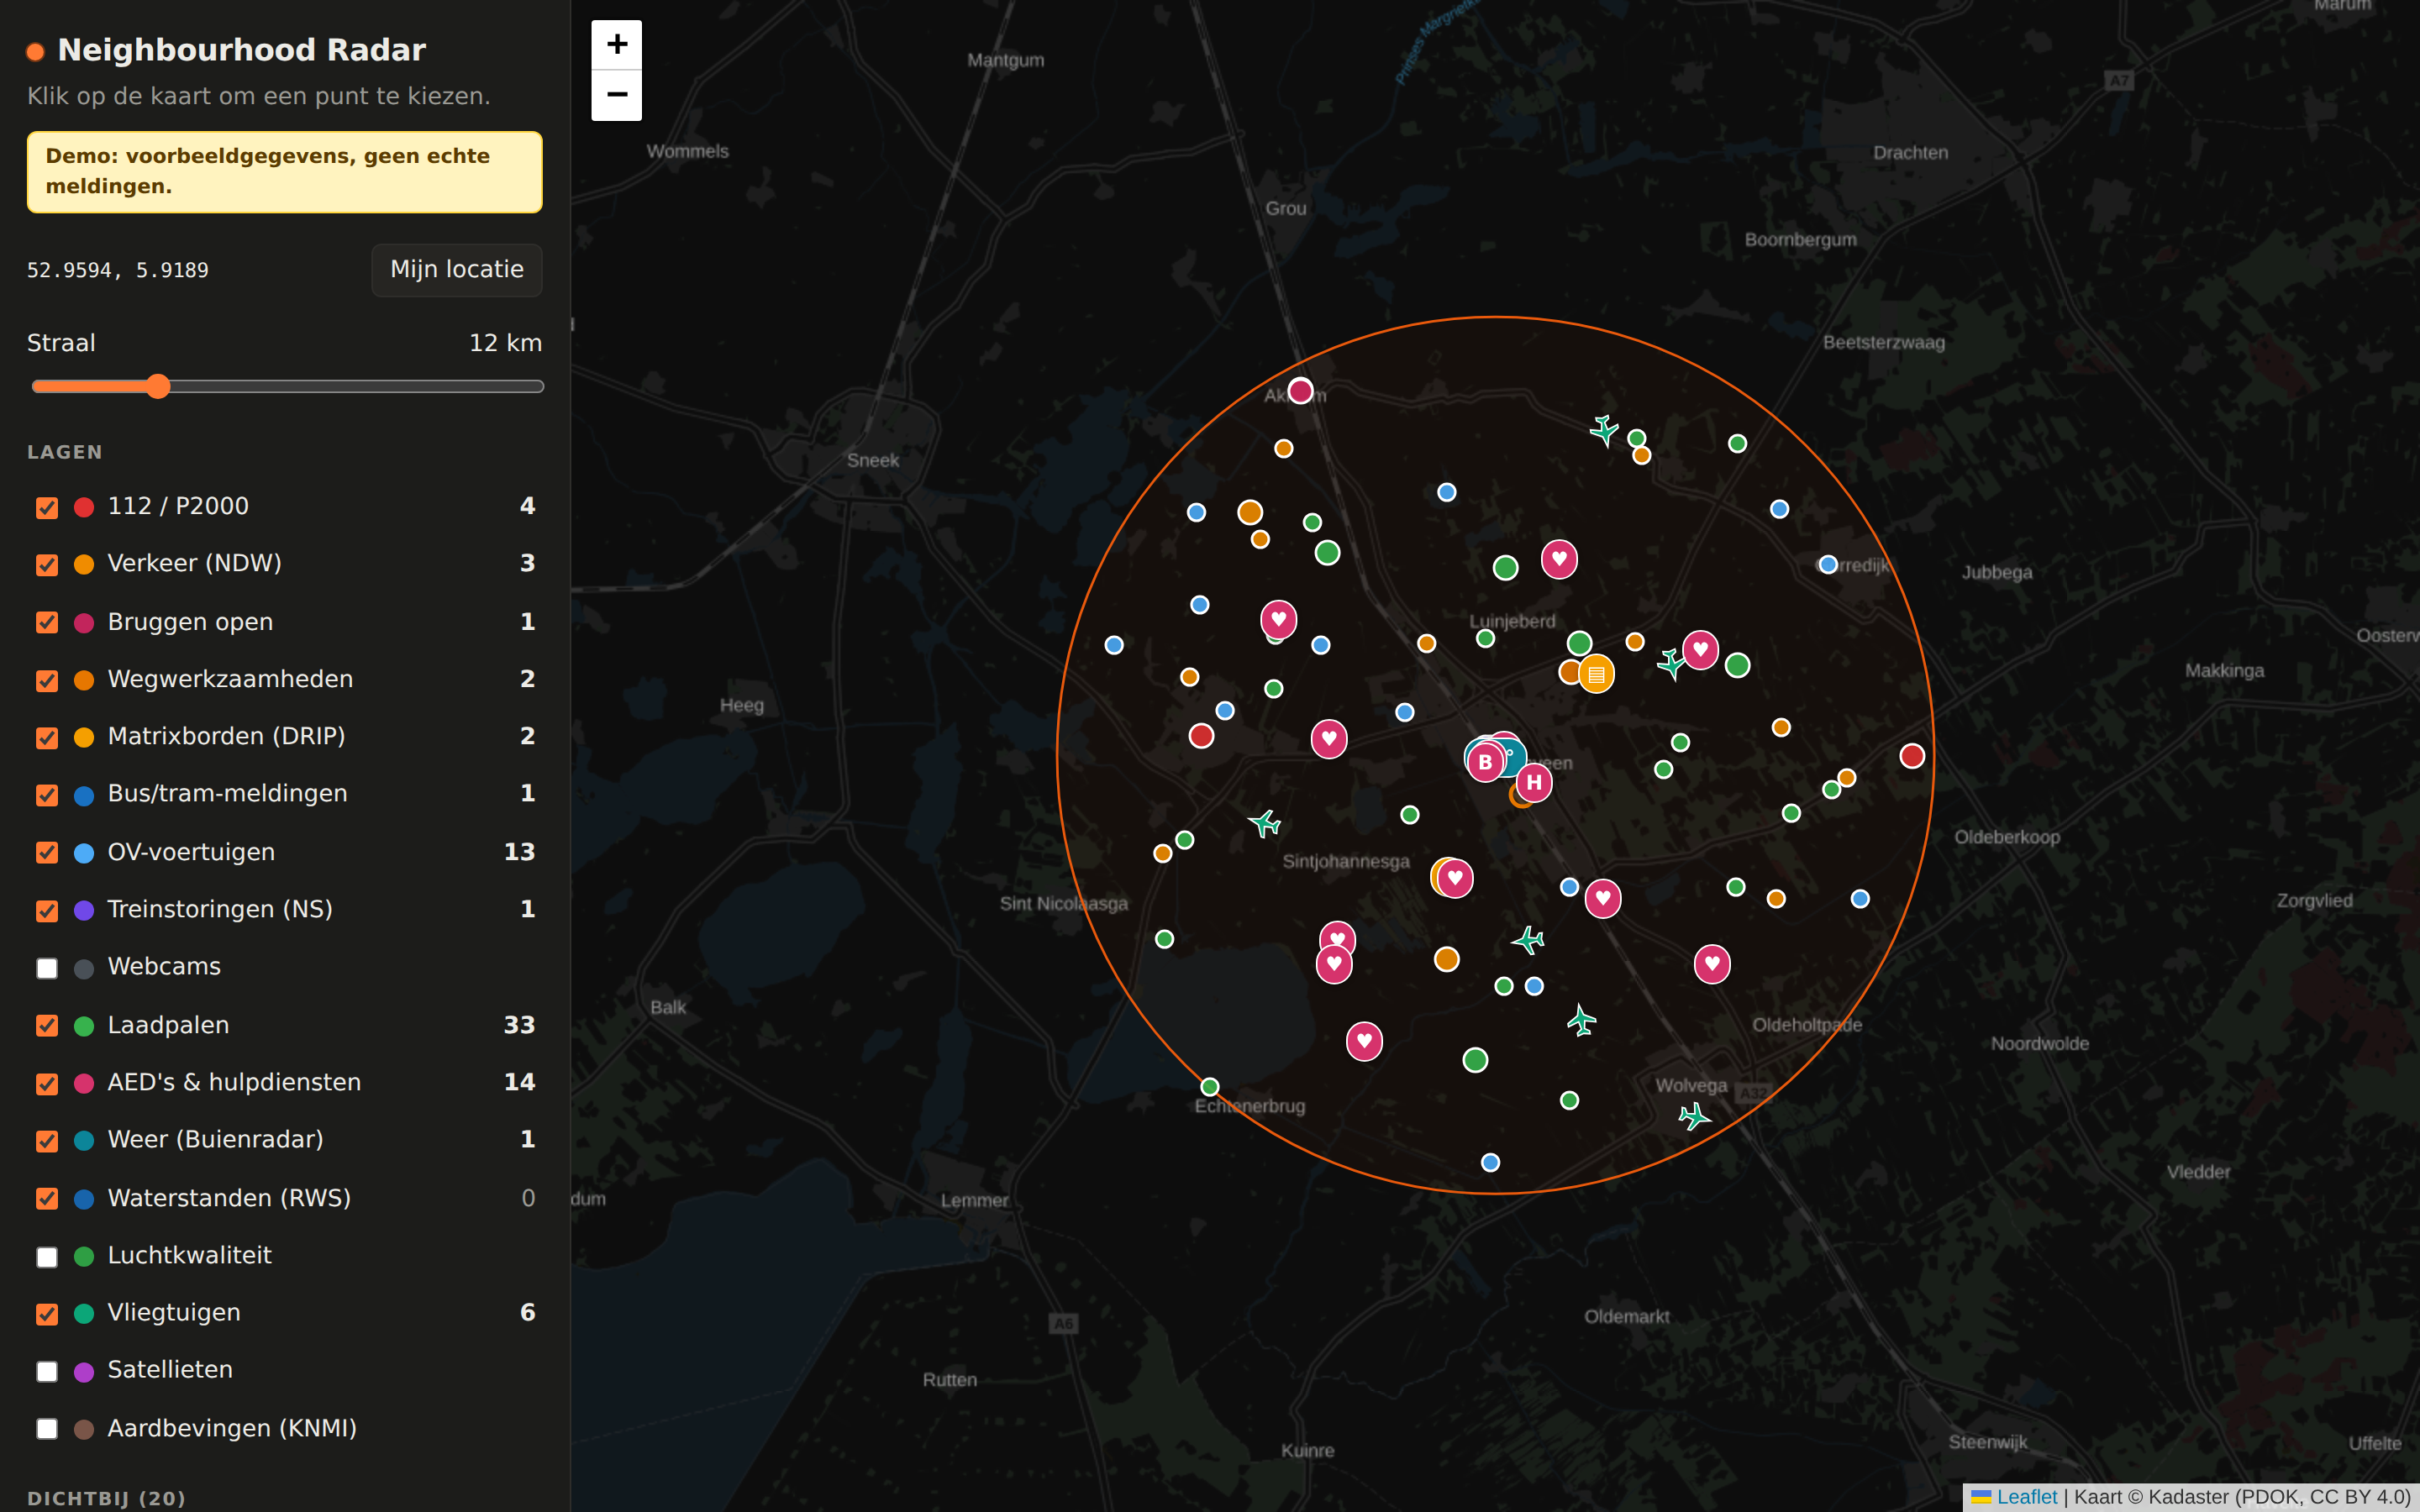 Neighbourhood Radar
Klik op de kaart om een punt te kiezen.
Demo: voorbeeldgegevens, geen echte
meldingen.
52.9594, 5.9189
Mijn locatie
Straal
12 km
LAGEN
112 / P2000 4
Verkeer (NDW) 3
Bruggen open 1
Wegwerkzaamheden 2
Matrixborden (DRIP) 2
Bus/tram-meldingen 1
OV-voertuigen 13
Treinstoringen (NS) 1
Webcams
Laadpalen 33
AED's & hulpdiensten 14
Weer (Buienradar) 1
Waterstanden (RWS) 0
Luchtkwaliteit
Vliegtuigen 6
Satellieten
Aardbevingen (KNMI)
DICHTBIJ (20)
+
−
Marum
Mantgum
A7
Wommels
Drachten
Grou
Boornbergum
Beetsterzwaag
Sneek
Jubbega
Luinjeberd
Makkinga
Heeg
B
H
Oldeberkoop
Sintjohannesga
Sint Nicolaasga
Zorgvlied
Balk
Oldeholtpade
Noordwolde
Wolvega
A32
Echtenerbrug
Vledder
Lemmer
Oldemarkt
A6
Rutten
Steenwijk
Uffelte
Kuinre
Leaflet | Kaart © Kadaster (PDOK, CC BY 4.0)